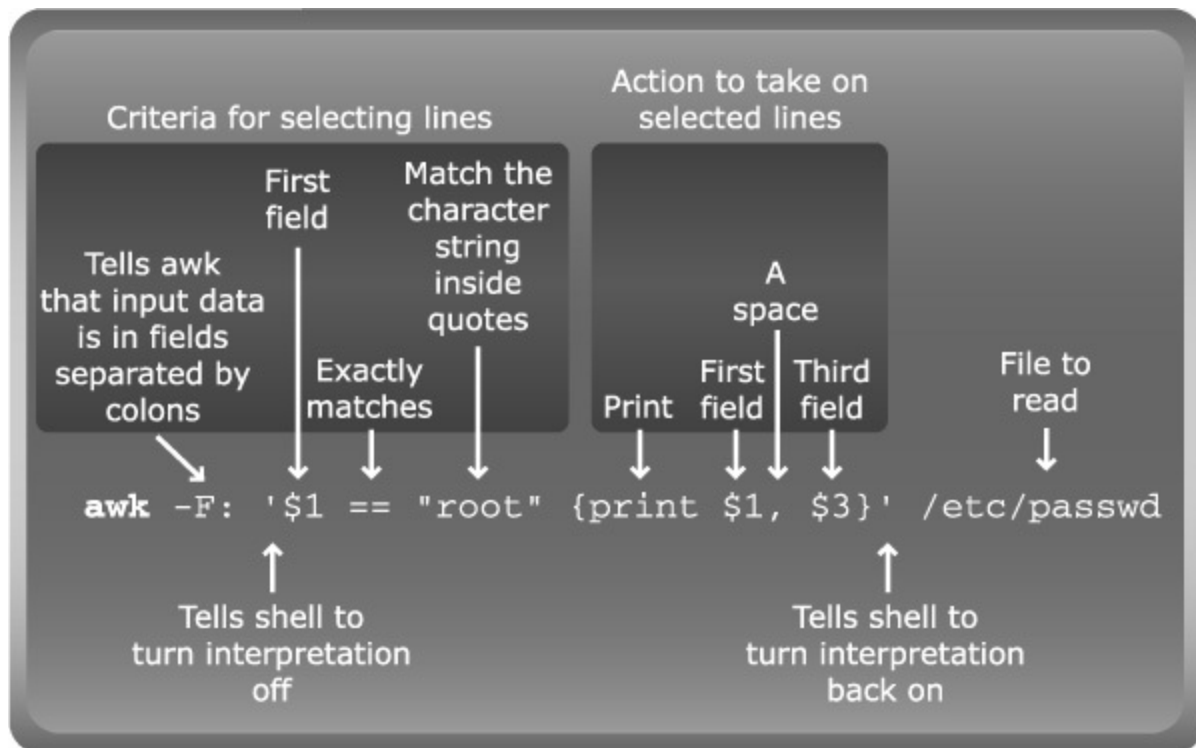 Criteria for selecting lines
Action to take on
selected lines
Tells awk
that input data
is in fields
separated by
colons
First
field
Exactly
matches
Match the
character
string
inside
quotes
Print
First
field
A
space
Third
field
File to
read
awk -F: '$1 == "root" {print $1, $3}' /etc/passwd
Tells shell to
turn interpretation
off
Tells shell to
turn interpretation
back on